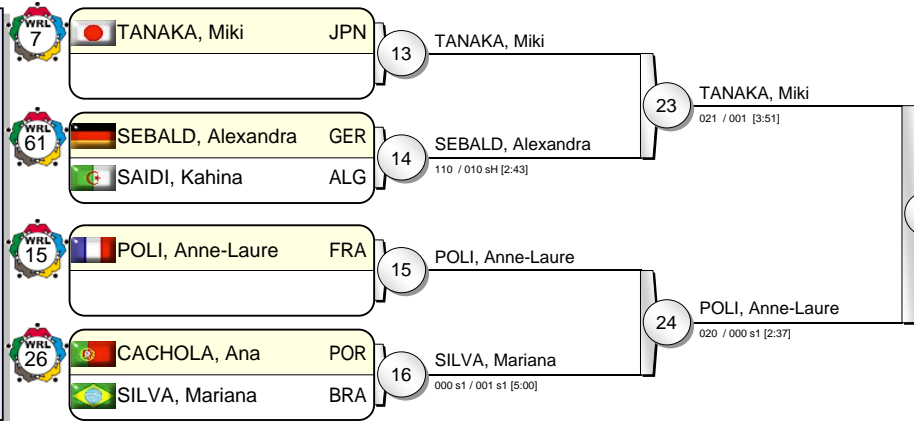 WRL
7
TANAKA, Miki JPN
13
TANAKA, Miki
WRL
61
SEBALD, Alexandra GER
SAIDI, Kahina ALG
14
SEBALD, Alexandra
110 / 010 sH [2:43]
23
TANAKA, Miki
021 / 001 [3:51]
WRL
15
POLI, Anne-Laure FRA
15
POLI, Anne-Laure
WRL
26
CACHOLA, Ana POR
SILVA, Mariana BRA
16
SILVA, Mariana
000 s1 / 001 s1 [5:00]
24
POLI, Anne-Laure
020 / 000 s1 [2:37]